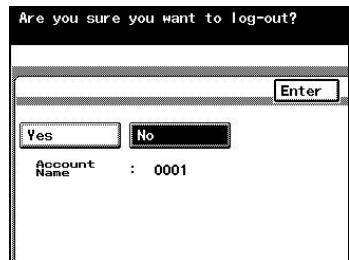 Are you sure you want to log-out?
Enter
Yes No
Account
Name : 0001